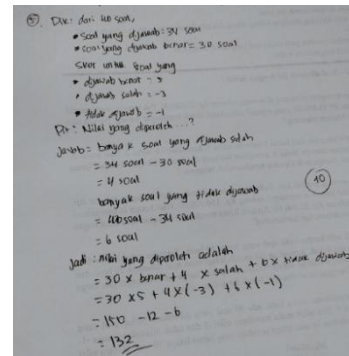 ⑤ Dik: dari 40 soal,
• Soal yang dijawab = 34 soal
• Soal yang dijawab benar = 30 soal
Skor untuk soal yang
• dijawab benar = 5
• dijawab salah = -3
• tidak dijawab = -1
Dit: Nilai yang diperoleh ...?
Jawab = banyak soal yang dijawab salah
= 34 soal - 30 soal
= 4 soal
banyak soal yang tidak dijawab
= 40 soal - 34 soal
= 6 soal
10
Jadi : nilai yang diperoleh adalah
= 30 x benar + 4 x salah + 6 x tidak dijawab
= 30 x 5 + 4 x (-3) + 6 x (-1)
= 150 - 12 - 6
= 132